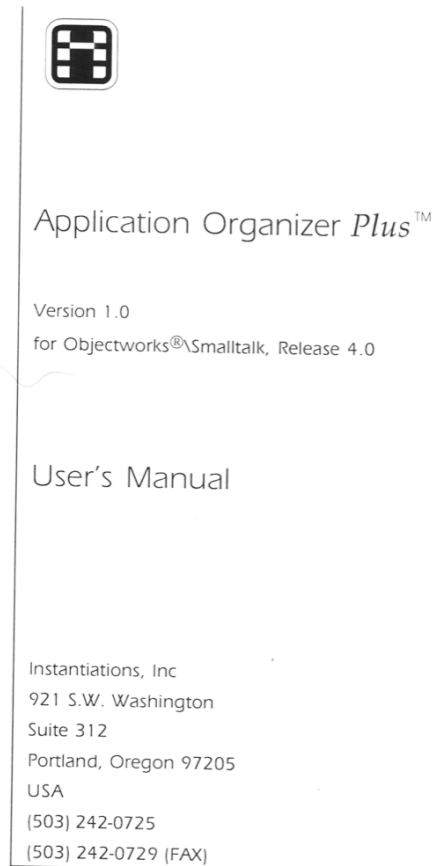 Application Organizer Plus™
Version 1.0
for Objectworks®\Smalltalk, Release 4.0
User's Manual
Instantiations, Inc
921 S.W. Washington
Suite 312
Portland, Oregon 97205
USA
(503) 242-0725
(503) 242-0729 (FAX)